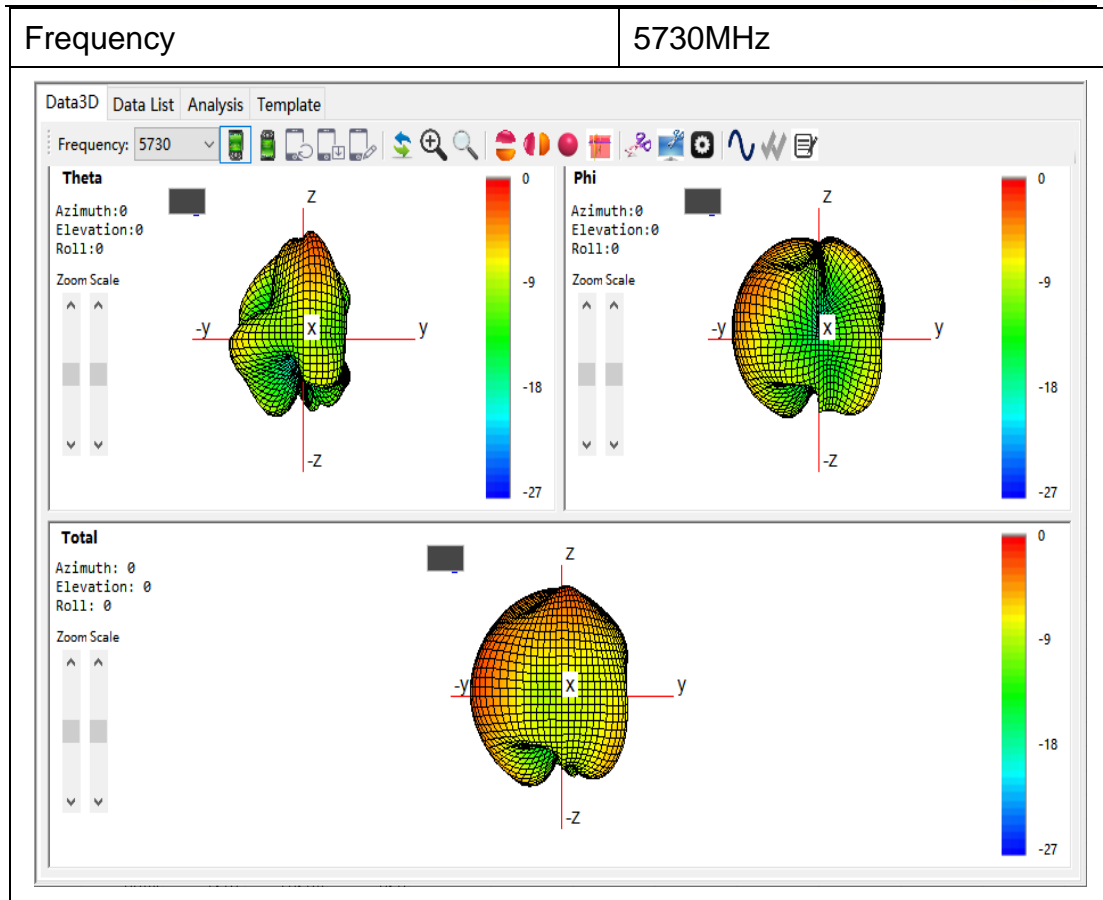 Frequency 5730MHz
Data3D Data List Analysis Template
Frequency: 5730
Theta
Azimuth:0
Elevation:0
Roll:0
Zoom Scale
z
-y
x
y
-z
0
-9
-18
-27
Phi
Azimuth:0
Elevation:0
Roll:0
Zoom Scale
z
-y
x
y
-z
0
-9
-18
-27
Total
Azimuth: 0
Elevation: 0
Roll: 0
Zoom Scale
z
-y
x
y
-z
0
-9
-18
-27